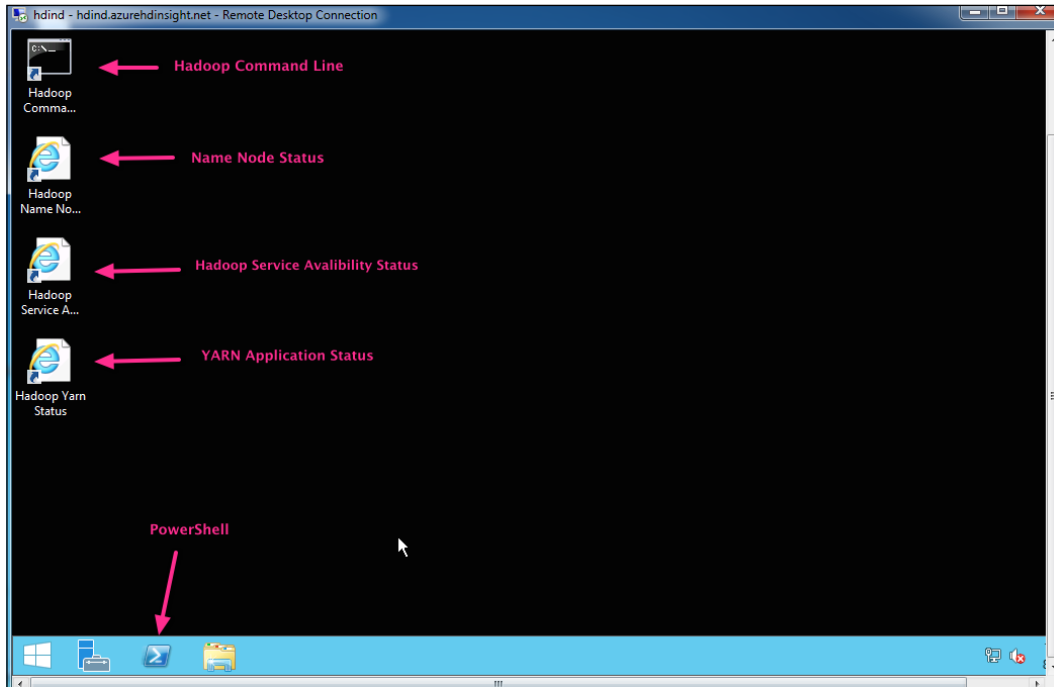 hdind - hdind.azurehdinsight.net - Remote Desktop Connection
C:\_
Hadoop Command Line
Hadoop
Comma...
Name Node Status
Hadoop
Name No...
Hadoop Service Avalibility Status
Hadoop
Service A...
YARN Application Status
Hadoop Yarn
Status
PowerShell